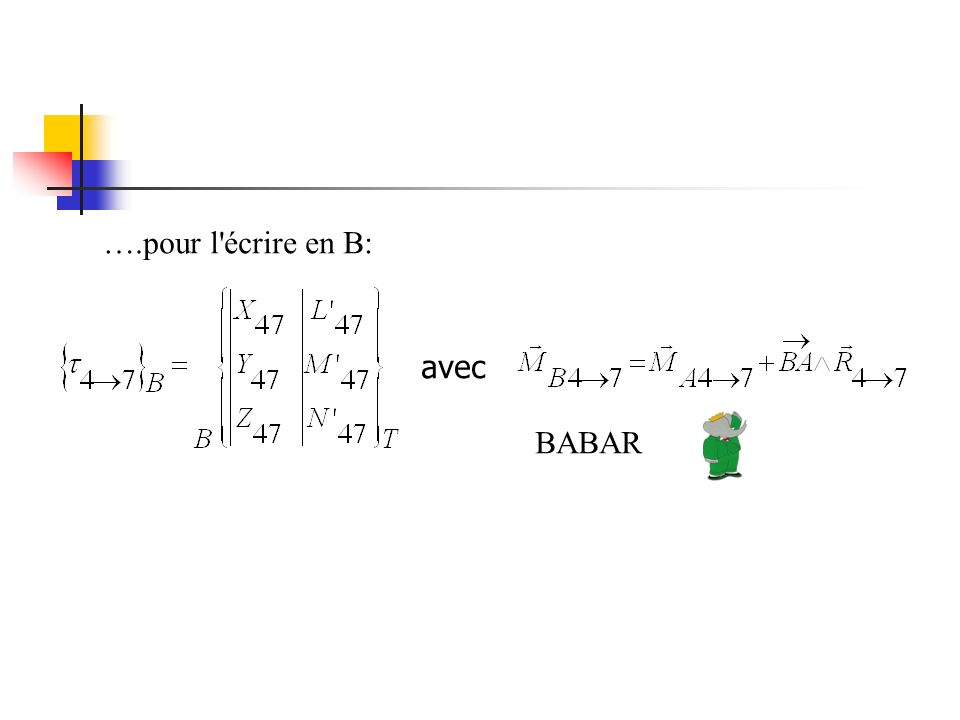 ….pour l'écrire en B:
{τ 4→7}B = B{ X47 L'47
Y47 M'47
Z47 N'47 }T
avec
M⃗ B4→7 = M⃗ A4→7 + BA⃗ ∧ R⃗ 4→7
BABAR